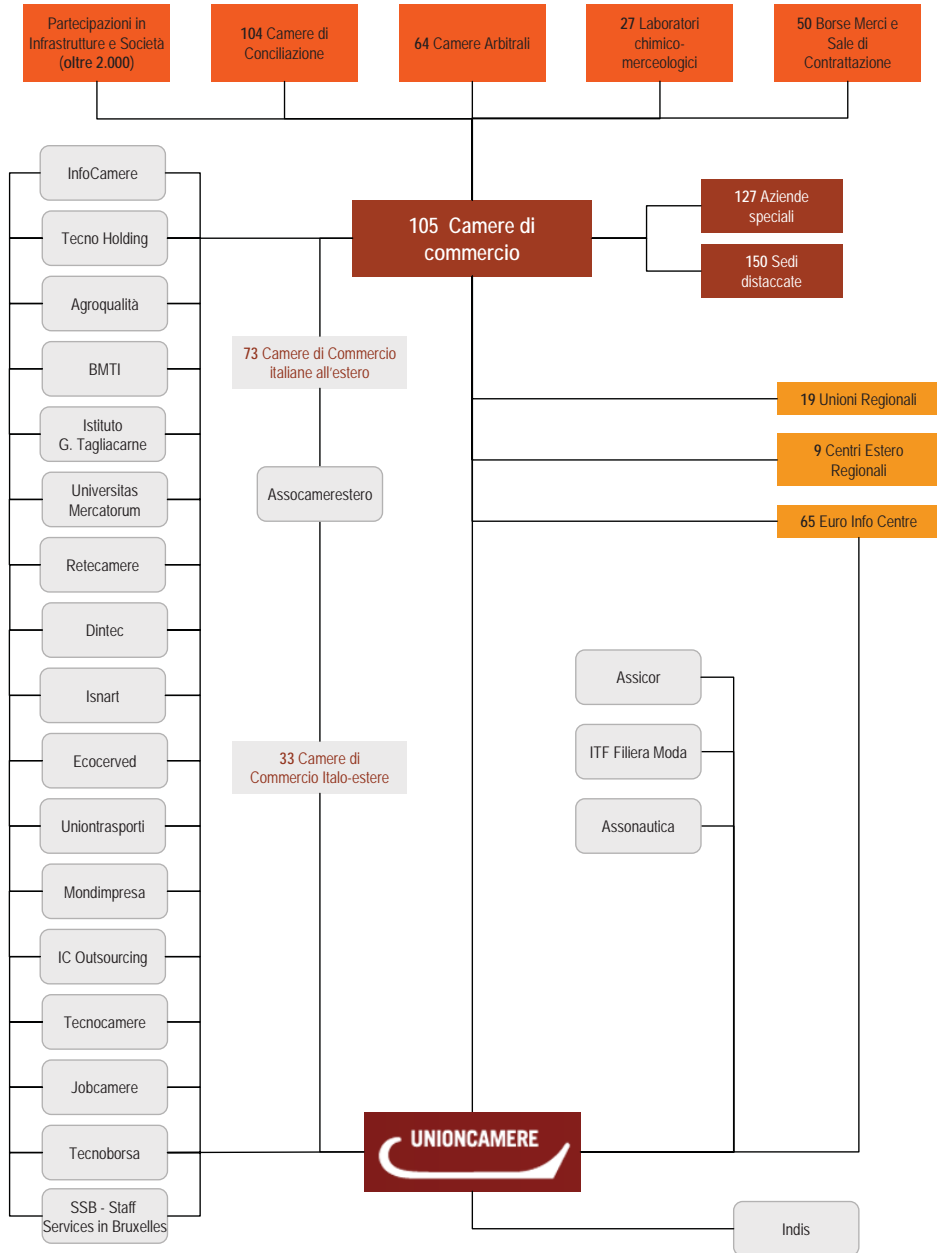 Partecipazioni in
Infrastrutture e Società
(oltre 2.000)
104 Camere di
Conciliazione
64 Camere Arbitrali
27 Laboratori
chimico-
merceologici
50 Borse Merci e
Sale di
Contrattazione
InfoCamere
Tecno Holding
Agroqualità
BMTI
Istituto
G. Tagliacarne
Universitas
Mercatorum
Retecamere
Dintec
Isnart
Ecocerved
Uniontrasporti
Mondimpresa
IC Outsourcing
Tecnocamere
Jobcamere
Tecnoborsa
SSB - Staff
Services in Bruxelles
105 Camere di
commercio
127 Aziende
speciali
150 Sedi
distaccate
73 Camere di Commercio
italiane all'estero
Assocamerestero
33 Camere di
Commercio Italo-estere
19 Unioni Regionali
9 Centri Estero
Regionali
65 Euro Info Centre
Assicor
ITF Filiera Moda
Assonautica
UNIONCAMERE
Indis